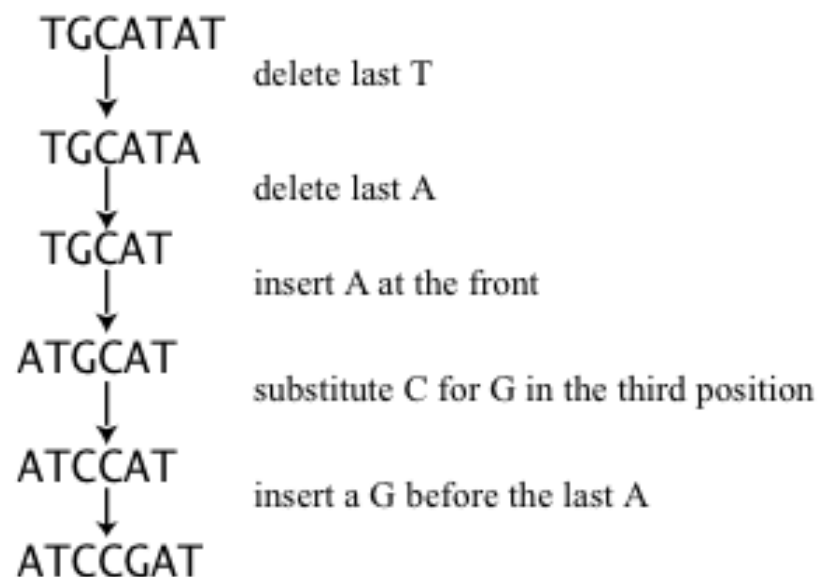 TGCATAT
delete last T
TGCATA
delete last A
TGCAT
insert A at the front
ATGCAT
substitute C for G in the third position
ATCCAT
insert a G before the last A
ATCCGAT